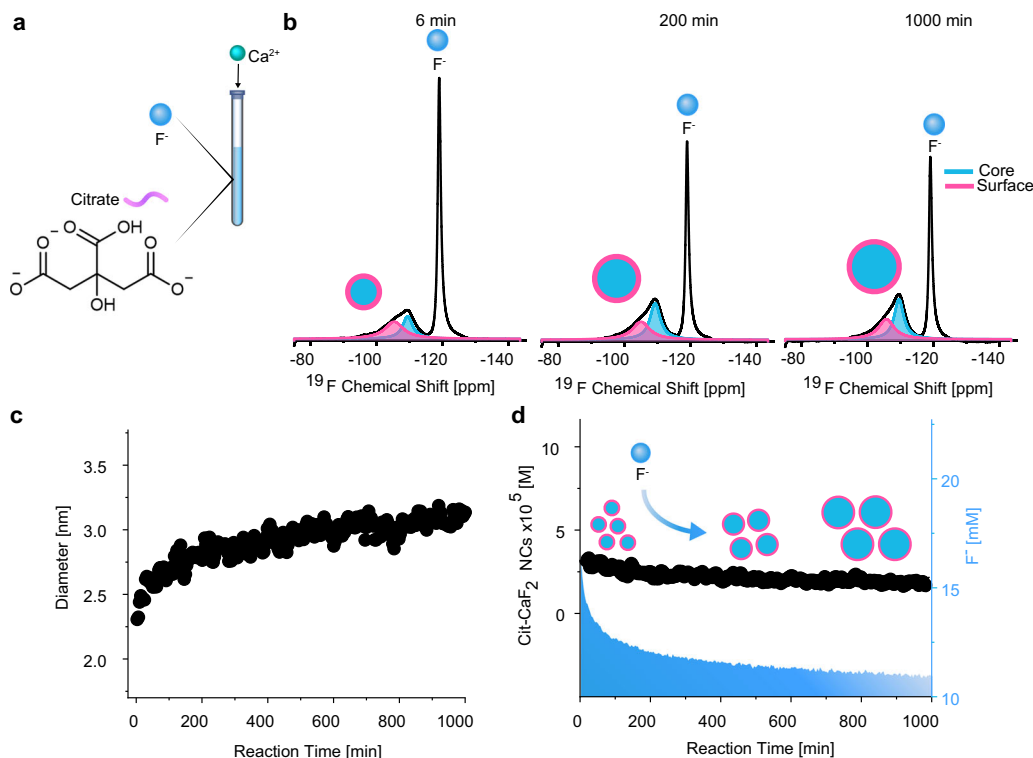 a
Ca²⁺
F⁻
Citrate
O
OH
O⁻
O
O
⁻O
OH
O⁻
b
6 min
200 min
1000 min
F⁻
F⁻
F⁻
Core
Surface
-80 -100 -120 -140
-80 -100 -120 -140
-80 -100 -120 -140
¹⁹F Chemical Shift [ppm]
¹⁹F Chemical Shift [ppm]
¹⁹F Chemical Shift [ppm]
c
3.5
3.0
2.5
2.0
Diameter [nm]
0 200 400 600 800 1000
Reaction Time [min]
d
10
5
0
Cit-CaF₂ NCs x10⁵ [M]
F⁻
20
15
10
F⁻ [mM]
0 200 400 600 800 1000
Reaction Time [min]